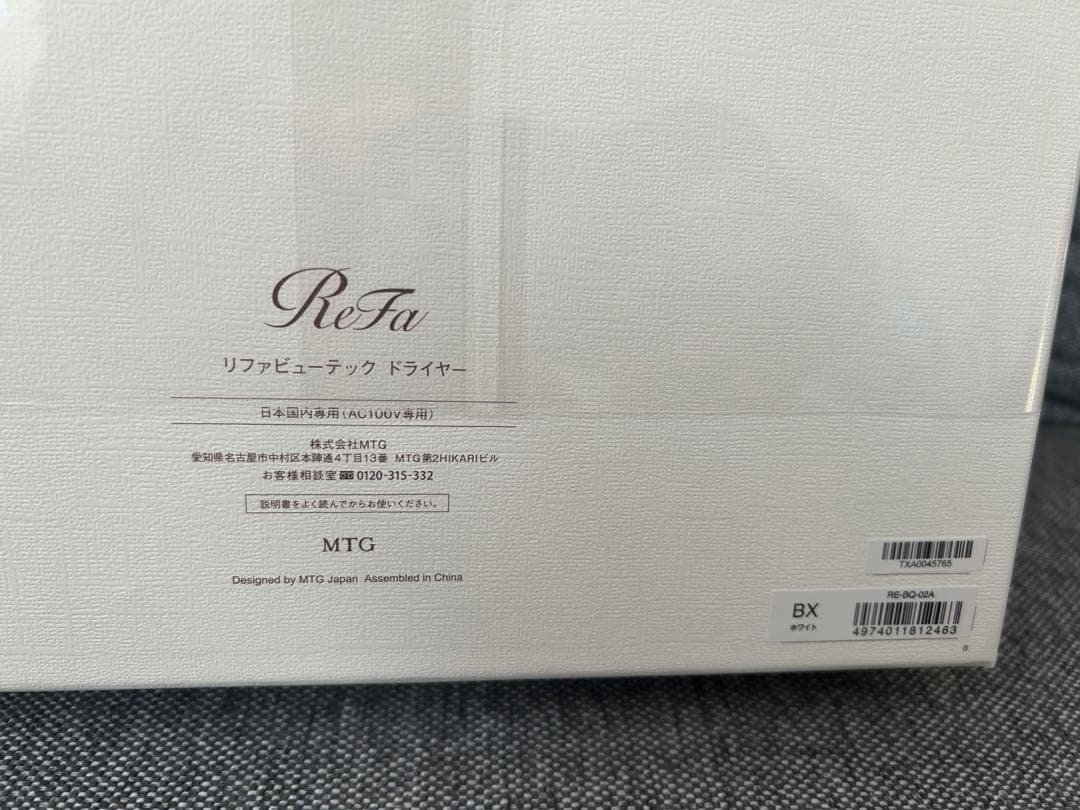 ReFa
リファビューテック ドライヤー
日本国内専用(AC100V専用)
株式会社MTG
愛知県名古屋市中村区本陣通4丁目13番 MTG第2HIKARIビル
お客様相談室 0120-315-332
説明書をよく読んでからお使いください。
MTG
Designed by MTG Japan Assembled in China
TXA0045765
RE-BQ-02A
BX
ホワイト
4974011812463
B